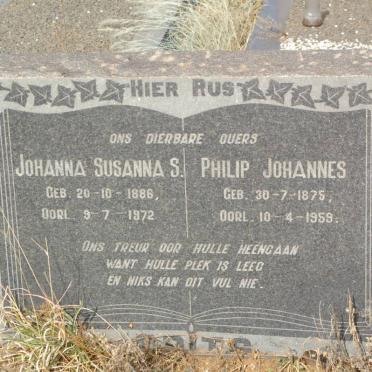 HIER RUS
ONS DIERBARE OUERS
JOHANNA SUSANNA S.
GEB. 20-10-1886,
OORL. 9-7-1972
PHILIP JOHANNES
GEB. 30-7-1875,
OORL. 10-4-1959.
ONS TREUR OOR HULLE HEENGAAN
WANT HULLE PLEK IS LEEG
EN NIKS KAN DIT VUL NIE.